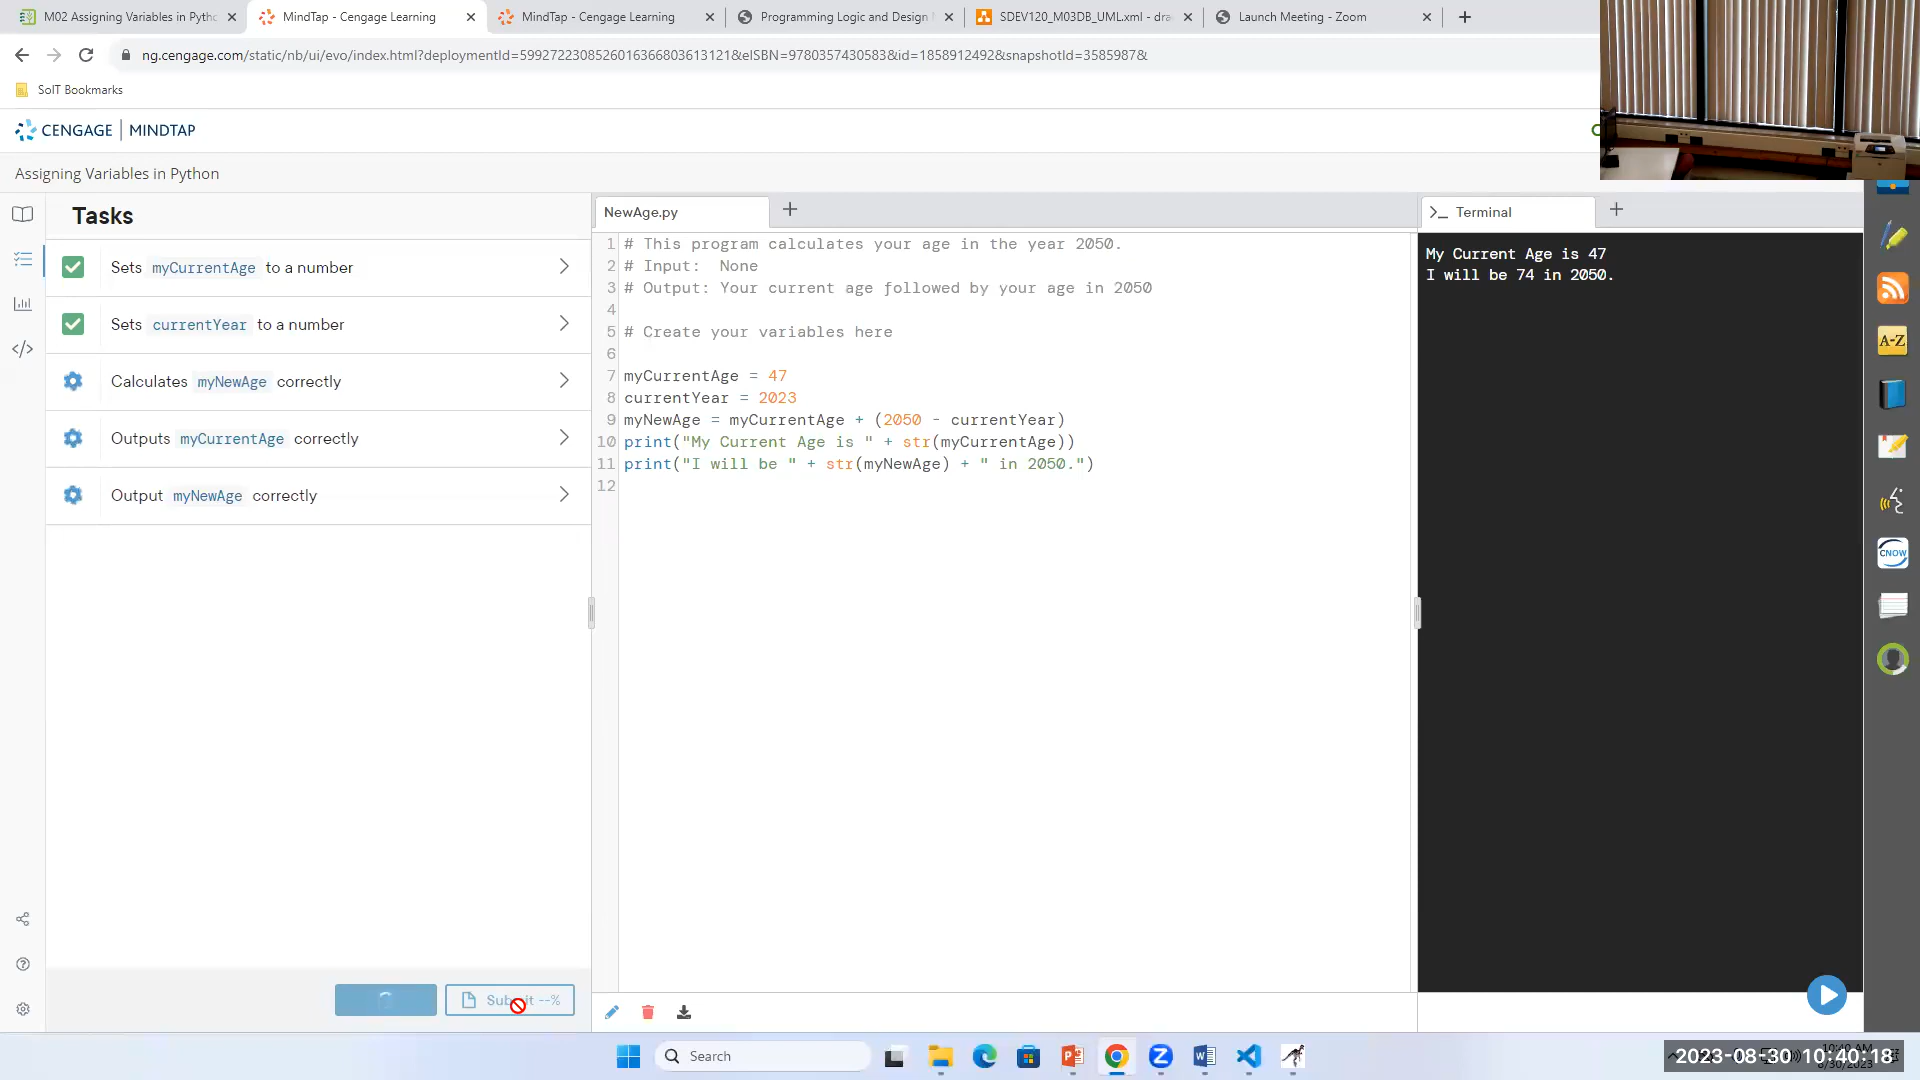 M02 Assigning Variables in Pytho
MindTap - Cengage Learning
MindTap - Cengage Learning
Programming Logic and Design
SDEV120_M03DB_UML.xml - dra
Launch Meeting - Zoom
ng.cengage.com/static/nb/ui/evo/index.html?deploymentId=5992722308526016366803613121&eISBN=9780357430583&id=1858912492&snapshotId=3585987&
SoIT Bookmarks
CENGAGE | MINDTAP
Assigning Variables in Python
Tasks
Sets myCurrentAge to a number
Sets currentYear to a number
Calculates myNewAge correctly
Outputs myCurrentAge correctly
Output myNewAge correctly
Submit --%
NewAge.py
1 # This program calculates your age in the year 2050.
2 # Input:  None
3 # Output: Your current age followed by your age in 2050
4
5 # Create your variables here
6
7 myCurrentAge = 47
8 currentYear = 2023
9 myNewAge = myCurrentAge + (2050 - currentYear)
10 print("My Current Age is " + str(myCurrentAge))
11 print("I will be " + str(myNewAge) + " in 2050.")
12
>_ Terminal
My Current Age is 47
I will be 74 in 2050.
A-Z
CNOW
Search
2023-08-30 10:40:18